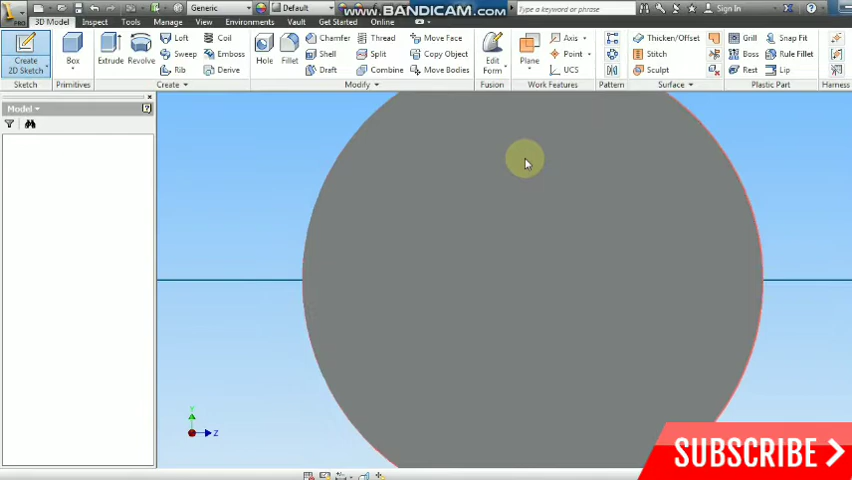 PRO
Generic
Default
www.BANDICAM.com
Type a keyword or phrase
Sign In
3D Model Inspect Tools Manage View Environments Vault Get Started Online
Create 2D Sketch
Box
Extrude Revolve
Loft
Sweep
Rib
Coil
Emboss
Derive
Hole Fillet
Chamfer
Shell
Draft
Thread
Split
Combine
Move Face
Copy Object
Move Bodies
Edit Form
Plane
Axis
Point
UCS
Thicken/Offset
Stitch
Sculpt
Grill
Boss
Rest
Snap Fit
Rule Fillet
Lip
Sketch Primitives Create Modify Fusion Work Features Pattern Surface Plastic Part Harness
Model
Y
Z
SUBSCRIBE